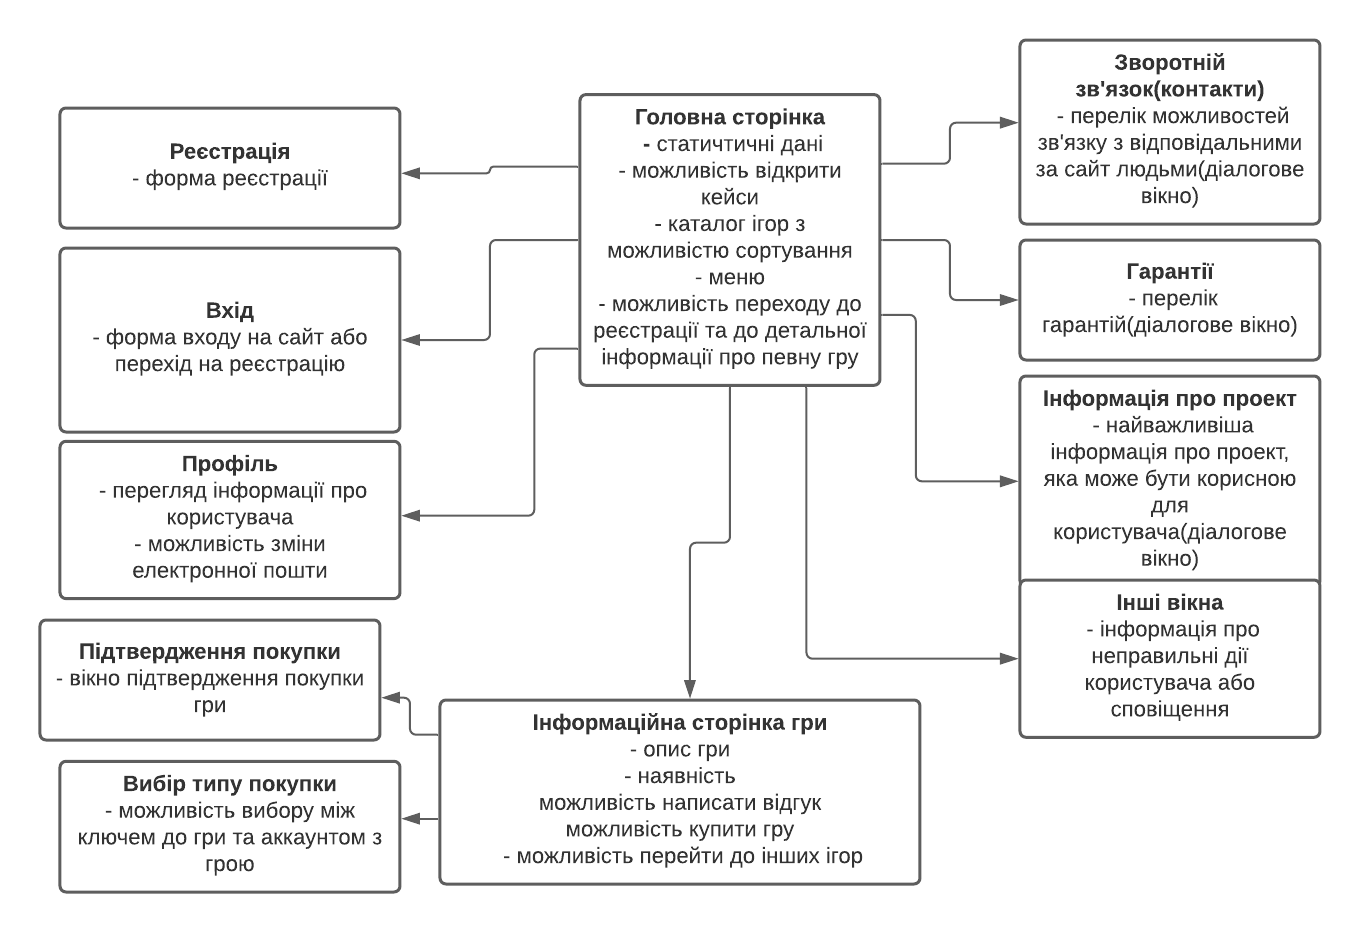 Реєстрація
- форма реєстрації
Вхід
- форма входу на сайт або
перехід на реєстрацію
Профіль
- перегляд інформації про
користувача
- можливість зміни
електронної пошти
Підтвердження покупки
- вікно підтвердження покупки
гри
Вибір типу покупки
- можливість вибору між
ключем до гри та аккаунтом з
грою
Головна сторінка
- статичтичні дані
- можливість відкрити
кейси
- каталог ігор з
можливістю сортування
- меню
- можливість переходу до
реєстрації та до детальної
інформації про певну гру
Інформаційна сторінка гри
- опис гри
- наявність
можливість написати відгук
можливість купити гру
- можливість перейти до інших ігор
Зворотній
зв'язок(контакти)
- перелік можливостей
зв'язку з відповідальними
за сайт людьми(діалогове
вікно)
Гарантії
- перелік
гарантій(діалогове вікно)
Інформація про проект
- найважливіша
інформація про проект,
яка може бути корисною
для
користувача(діалогове
вікно)
Інші вікна
- інформація про
неправильні дії
користувача або
сповіщення